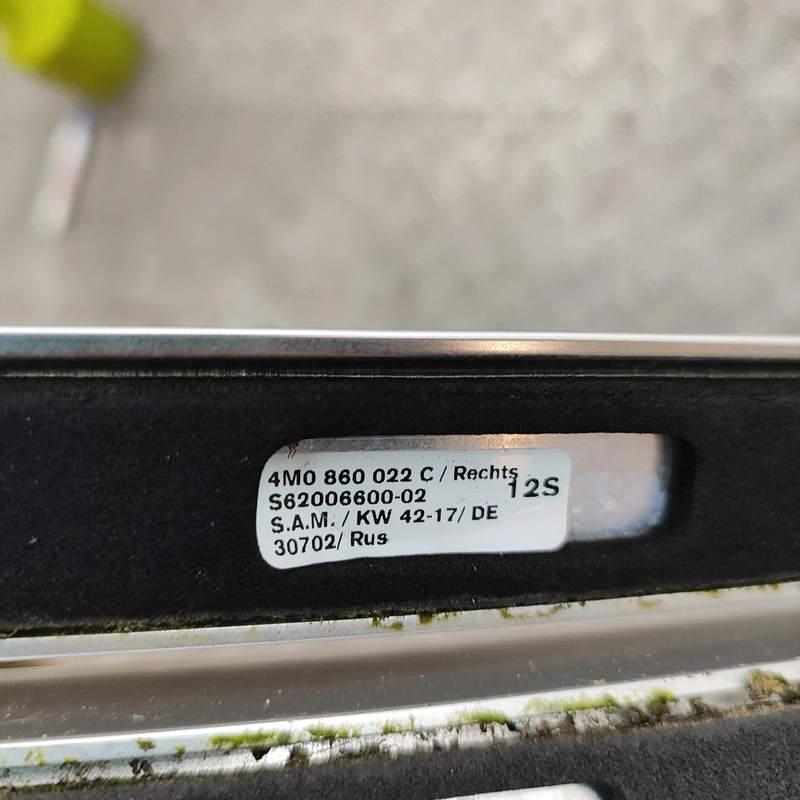 4M0 860 022 C / Rechts
12S
S62006600-02
S.A.M. / KW 42-17/ DE
30702/ Rus